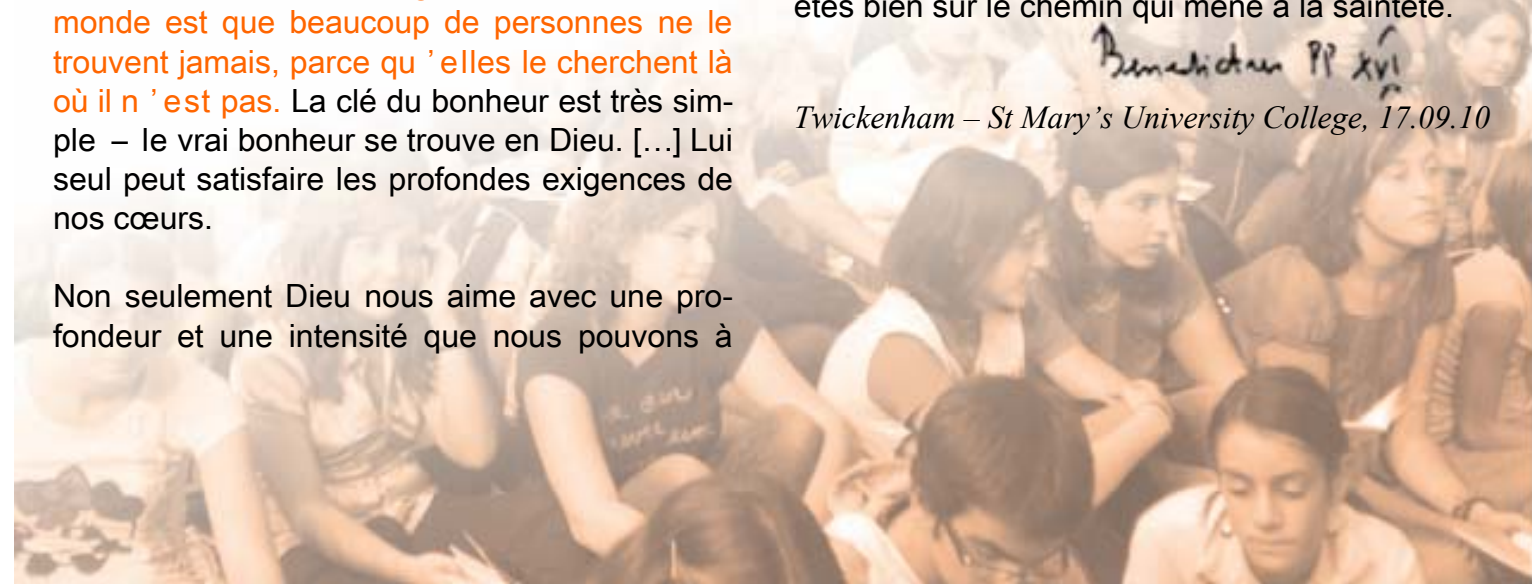 monde est que beaucoup de personnes ne le
trouvent jamais, parce qu ’elles le cherchent là
où il n ’est pas. La clé du bonheur est très sim-
ple – le vrai bonheur se trouve en Dieu. […] Lui
seul peut satisfaire les profondes exigences de
nos cœurs.
Non seulement Dieu nous aime avec une pro-
fondeur et une intensité que nous pouvons à
êtes bien sur le chemin qui mène à la sainteté.
Benedictus PP XVI
Twickenham – St Mary’s University College, 17.09.10